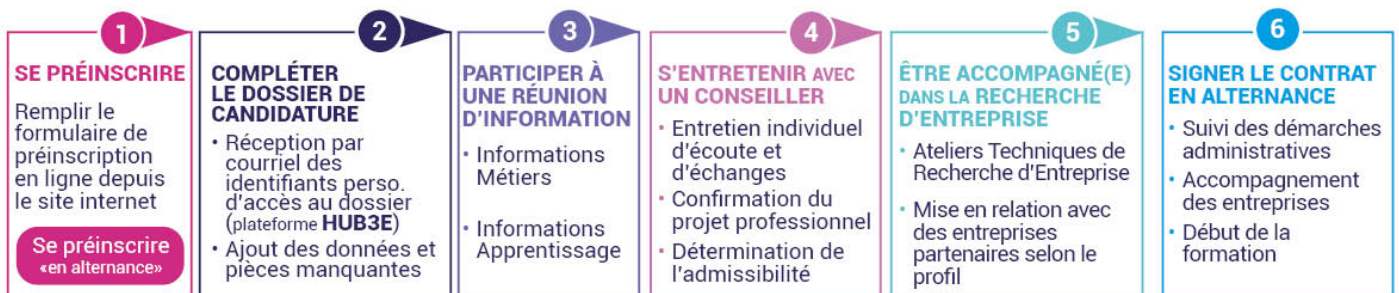 1
SE PRÉINSCRIRE
Remplir le
formulaire de
préinscription
en ligne depuis
le site internet
Se préinscrire
«en alternance»
2
COMPLÉTER
LE DOSSIER DE
CANDIDATURE
• Réception par
courriel des
identifiants perso.
d'accès au dossier
(plateforme HUB3E)
• Ajout des données et
pièces manquantes
3
PARTICIPER À
UNE RÉUNION
D'INFORMATION
• Informations
Métiers
• Informations
Apprentissage
4
S'ENTRETENIR AVEC
UN CONSEILLER
• Entretien individuel
d'écoute et
d'échanges
• Confirmation du
projet professionnel
• Détermination de
l'admissibilité
5
ÊTRE ACCOMPAGNÉ(E)
DANS LA RECHERCHE
D'ENTREPRISE
• Ateliers Techniques de
Recherche d'Entreprise
• Mise en relation avec
des entreprises
partenaires selon le
profil
6
SIGNER LE CONTRAT
EN ALTERNANCE
• Suivi des démarches
administratives
• Accompagnement
des entreprises
• Début de la
formation